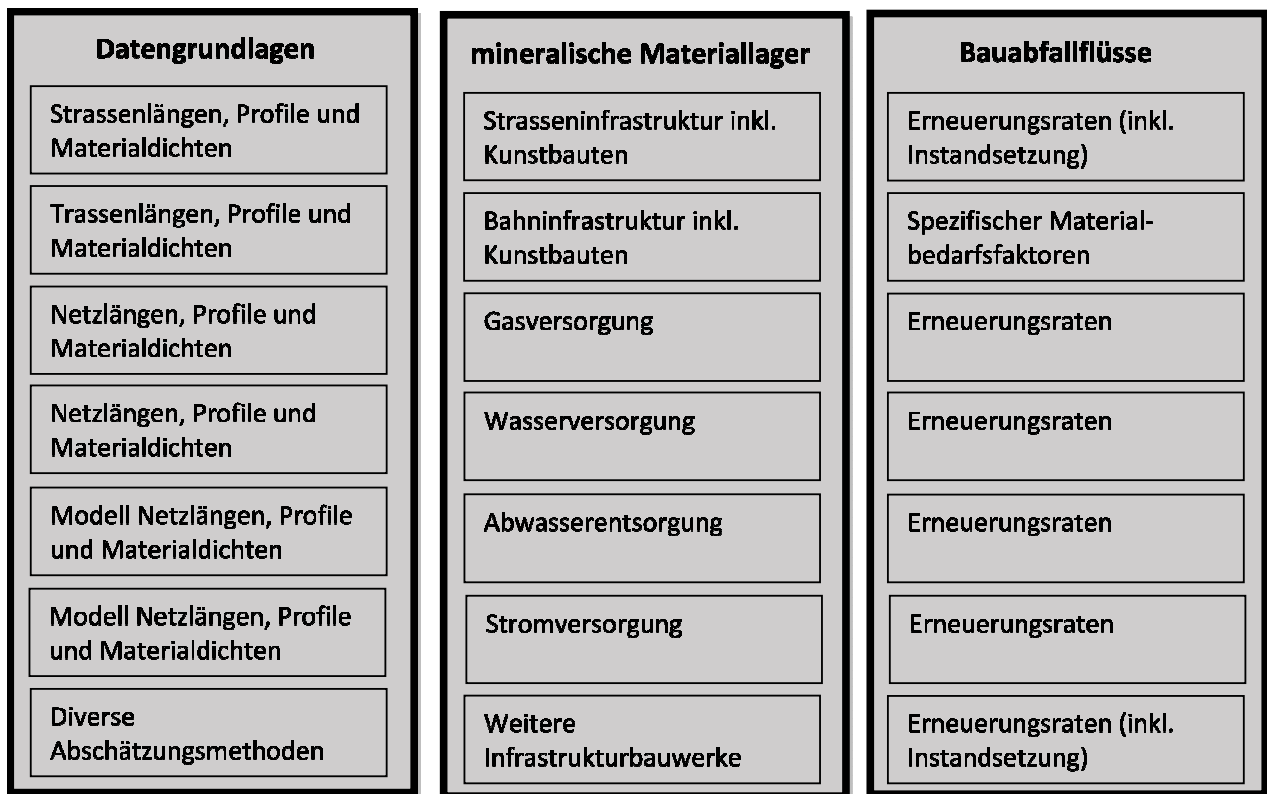 Datengrundlagen
Strassenlängen, Profile und
Materialdichten
Trassenlängen, Profile und
Materialdichten
Netzlängen, Profile und
Materialdichten
Netzlängen, Profile und
Materialdichten
Modell Netzlängen, Profile
und Materialdichten
Modell Netzlängen, Profile
und Materialdichten
Diverse
Abschätzungsmethoden
mineralische Materiallager
Strasseninfrastruktur inkl.
Kunstbauten
Bahninfrastruktur inkl.
Kunstbauten
Gasversorgung
Wasserversorgung
Abwasserentsorgung
Stromversorgung
Weitere
Infrastrukturbauwerke
Bauabfallflüsse
Erneuerungsraten (inkl.
Instandsetzung)
Spezifischer Material-
bedarfsfaktoren
Erneuerungsraten
Erneuerungsraten
Erneuerungsraten
Erneuerungsraten
Erneuerungsraten (inkl.
Instandsetzung)